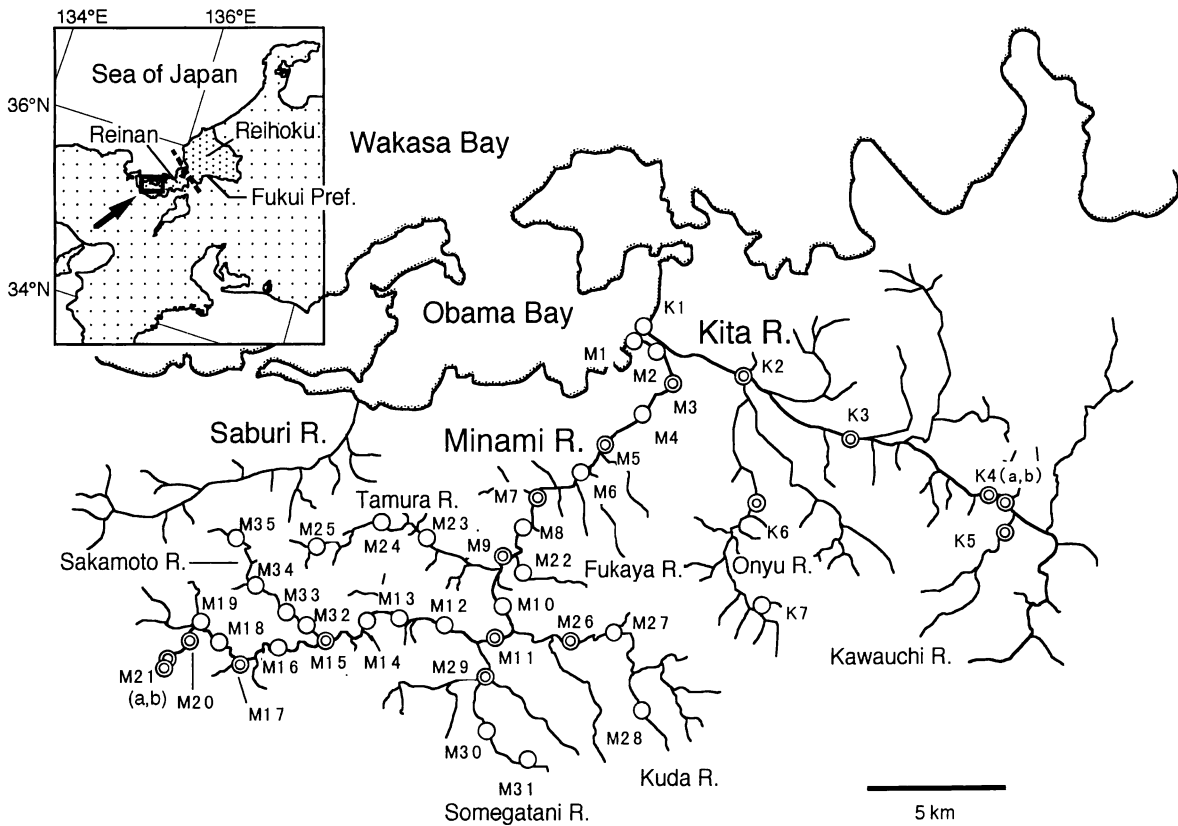 134°E
136°E
Sea of Japan
36°N
Reinan
Reihoku
Fukui Pref.
34°N
Wakasa Bay
Obama Bay
K1
Kita R.
M1
M2
K2
M3
K3
Saburi R.
Minami R.
M4
M5
K4(a,b)
M6
M7
Tamura R.
M35
M25
M24
M23
M8
K6
K5
M9
Sakamoto R.
M22
Fukaya R.
Onyu R.
M34
M33
M19
M32
M13
M12
M10
M26
M27
K7
M18
M16
M15
M14
M11
Kawauchi R.
M21
(a,b)
M20
M17
M29
M30
M28
M31
Kuda R.
Somegatani R.
5 km